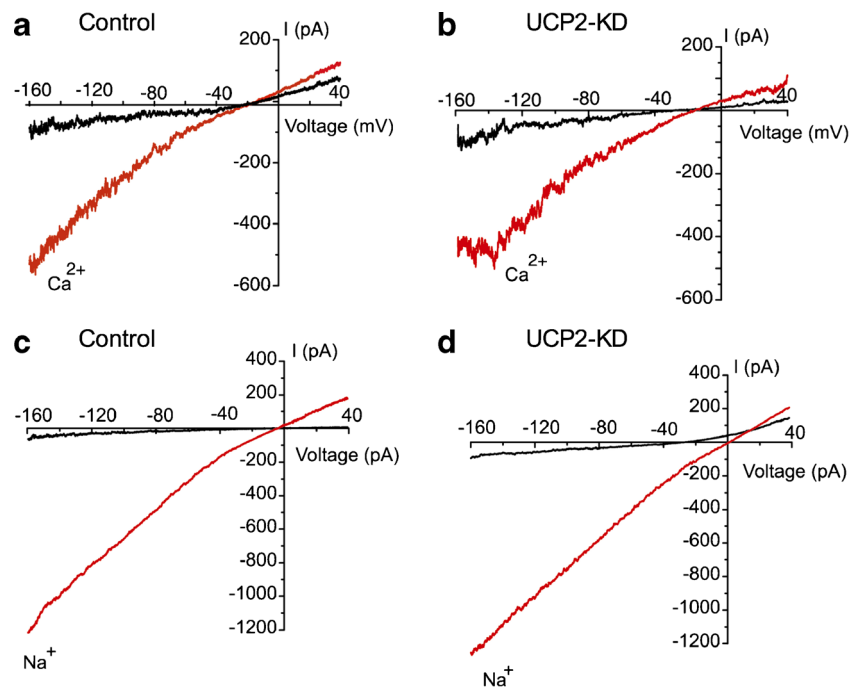 a Control
I (pA)
200
-160 -120 -80 -40 40
Voltage (mV)
-200
-400
-600
Ca2+
b UCP2-KD
I (pA)
200
-160 -120 -80 -40 40
Voltage (mV)
-100
-200
-300
-400
-500
-600
Ca2+
c Control
I (pA)
400
200
-160 -120 -80 -40 40
Voltage (pA)
-200
-400
-600
-800
-1000
-1200
Na+
d UCP2-KD
I (pA)
400
200
-160 -120 -80 -40 40
Voltage (pA)
-200
-400
-600
-800
-1000
-1200
Na+